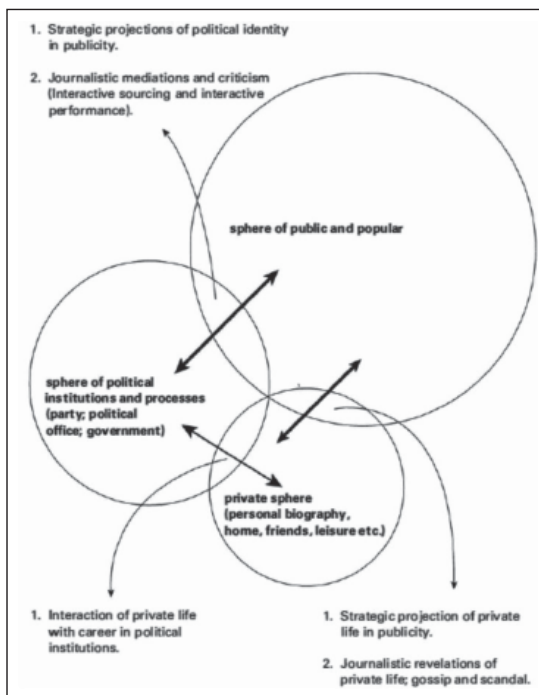 1. Strategic projections of political identity
in publicity.
2. Journalistic mediations and criticism
(Interactive sourcing and interactive
performance).
sphere of public and popular
sphere of political
institutions and processes
(party; political
office; government)
private sphere
(personal biography,
home, friends, leisure etc.)
1. Interaction of private life
with career in political
institutions.
1. Strategic projection of private
life in publicity.
2. Journalistic revelations of
private life; gossip and scandal.